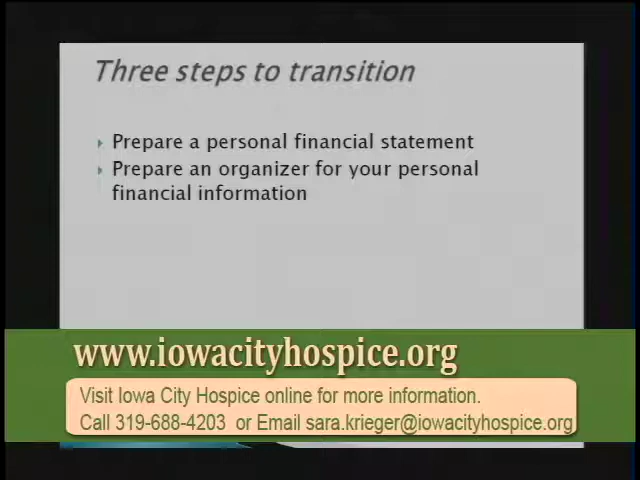 Three steps to transition
Prepare a personal financial statement
Prepare an organizer for your personal
financial information
www.iowacityhospice.org
Visit Iowa City Hospice online for more information.
Call 319-688-4203 or Email sara.krieger@iowacityhospice.org